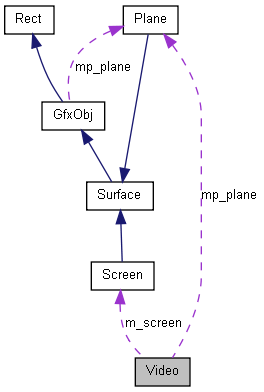 Rect
Plane
mp_plane
GfxObj
Surface
mp_plane
Screen
m_screen
Video